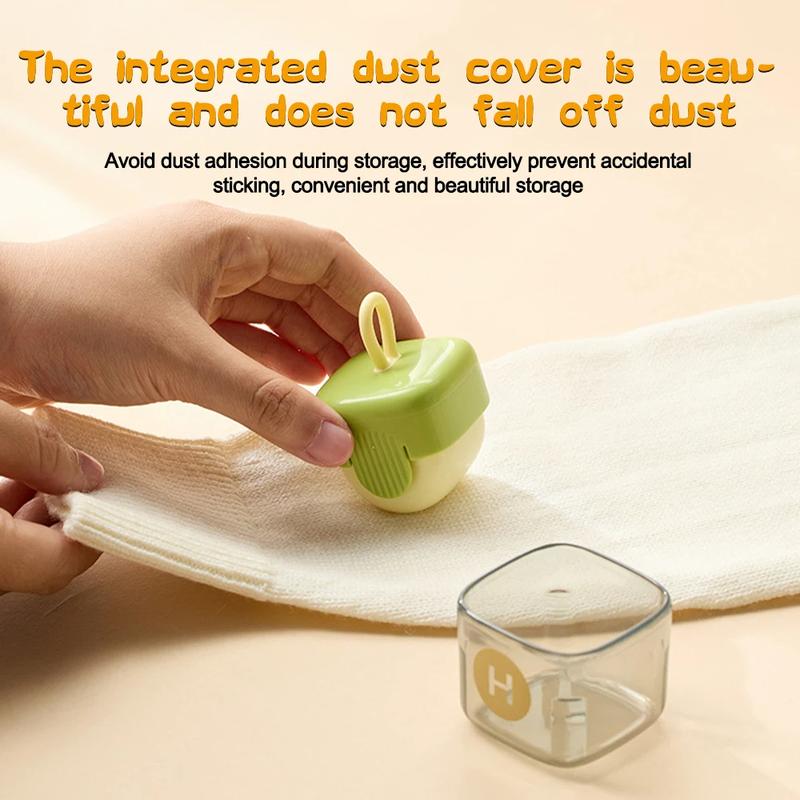 The integrated dust cover is beau-
tiful and does not fall off dust
Avoid dust adhesion during storage, effectively prevent accidental
sticking, convenient and beautiful storage
H